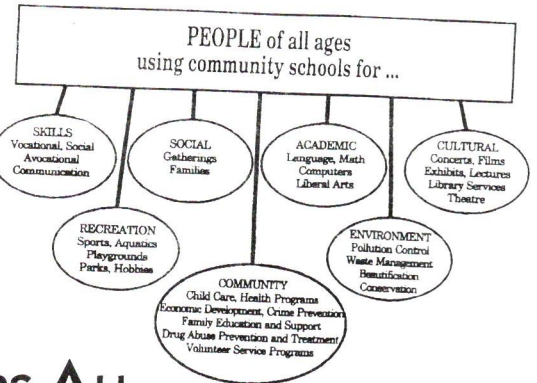 PEOPLE of all ages
using community schools for ...
SKILLS
Vocational, Social
Avocational
Communication
SOCIAL
Gatherings
Families
ACADEMIC
Language, Math
Computers
Liberal Arts
CULTURAL
Concerts, Films
Exhibits, Lectures
Library Services
Theatre
RECREATION
Sports, Aquatics
Playgrounds
Parks, Hobbies
ENVIRONMENT
Pollution Control
Waste Management
Beautification
Conservation
COMMUNITY
Child Care, Health Programs
Economic Development, Crime Prevention
Family Education and Support
Drug Abuse Prevention and Treatment
Volunteer Service Programs